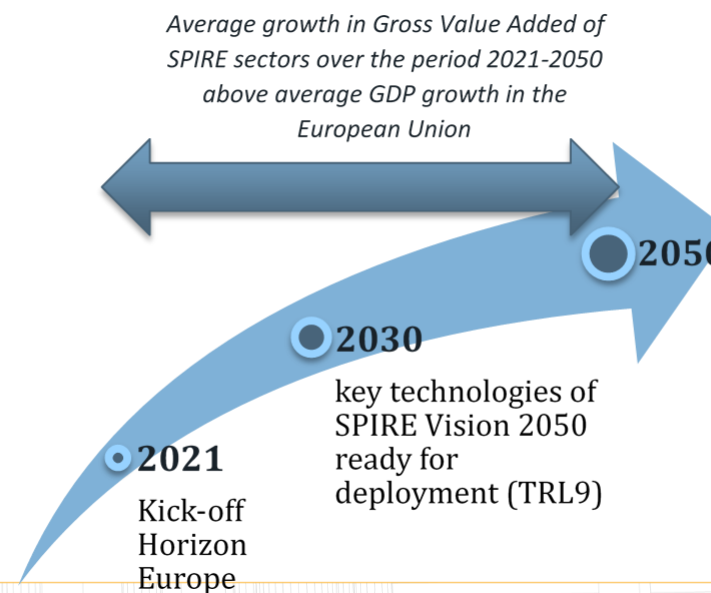 Average growth in Gross Value Added of
SPIRE sectors over the period 2021-2050
above average GDP growth in the
European Union
2050
2030
key technologies of
SPIRE Vision 2050
ready for
deployment (TRL9)
2021
Kick-off
Horizon
Europe